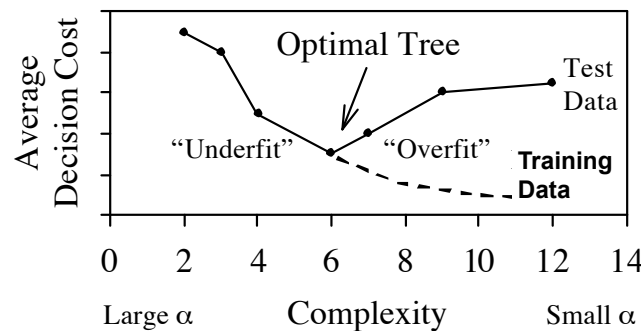 Optimal Tree
Average
Decision Cost
Test
Data
“Underfit”
“Overfit”
Training
Data
0 2 4 6 8 10 12 14
Large α Complexity Small α